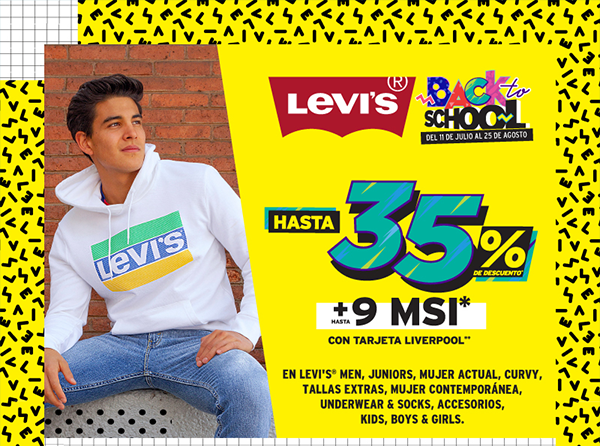 LEVI'S®
BACK to
SCHOOL
DEL 11 DE JULIO AL 25 DE AGOSTO
LEVI'S
HASTA
35%
DE DESCUENTO*
+ HASTA 9 MSI*
CON TARJETA LIVERPOOL**
EN LEVI'S® MEN, JUNIORS, MUJER ACTUAL, CURVY,
TALLAS EXTRAS, MUJER CONTEMPORÁNEA,
UNDERWEAR & SOCKS, ACCESORIOS,
KIDS, BOYS & GIRLS.